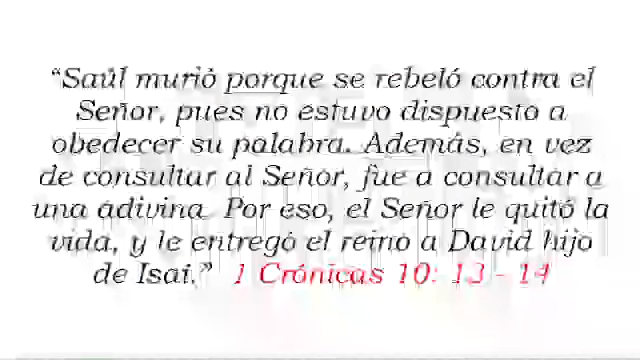 “Saúl murió porque se rebeló contra el
Señor, pues no estuvo dispuesto a
obedecer su palabra. Además, en vez
de consultar al Señor, fue a consultar a
una adivina. Por eso, el Señor le quitó la
vida, y le entregó el reino a David hijo
de Isaí.” 1 Crónicas 10: 13 - 14